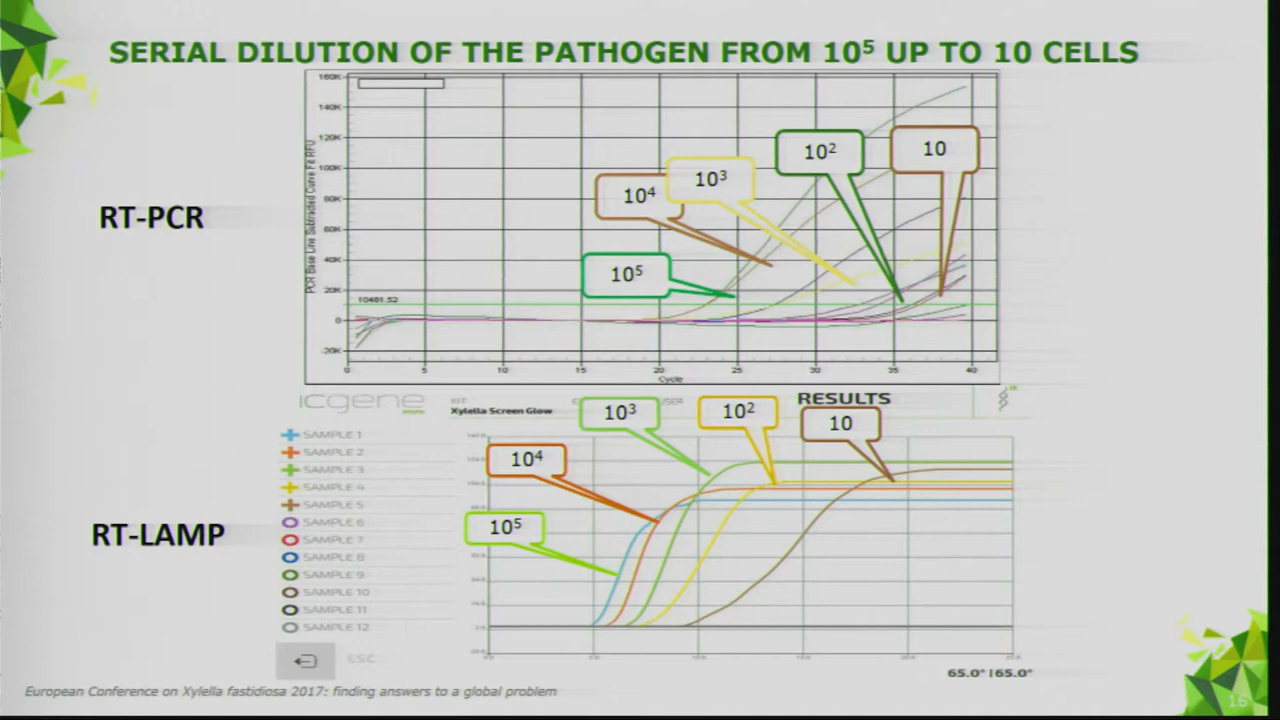 SERIAL DILUTION OF THE PATHOGEN FROM 10⁵ UP TO 10 CELLS
RT-PCR
PCR Base Line Subtracted Curve Fit RFU
160K
140K
120K
100K
80K
60K
40K
20K
0
-20K
10481.52
10⁵
10⁴
10³
10²
10
0 5 10 15 20 25 30 35 40
Cycle
icgene
KIT
Xylella Screen Glow
USER
RESULTS
RT-LAMP
SAMPLE 1
SAMPLE 2
SAMPLE 3
SAMPLE 4
SAMPLE 5
SAMPLE 6
SAMPLE 7
SAMPLE 8
SAMPLE 9
SAMPLE 10
SAMPLE 11
SAMPLE 12
ESC
10⁵
10⁴
10³
10²
10
65.0° |65.0°
European Conference on Xylella fastidiosa 2017: finding answers to a global problem
16